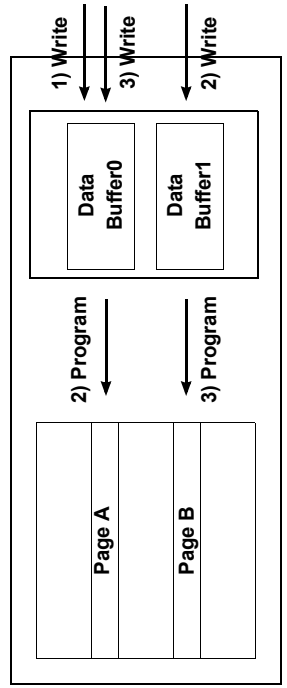 1) Write
3) Write
2) Write
Data
Buffer0
Data
Buffer1
2) Program
3) Program
Page A
Page B